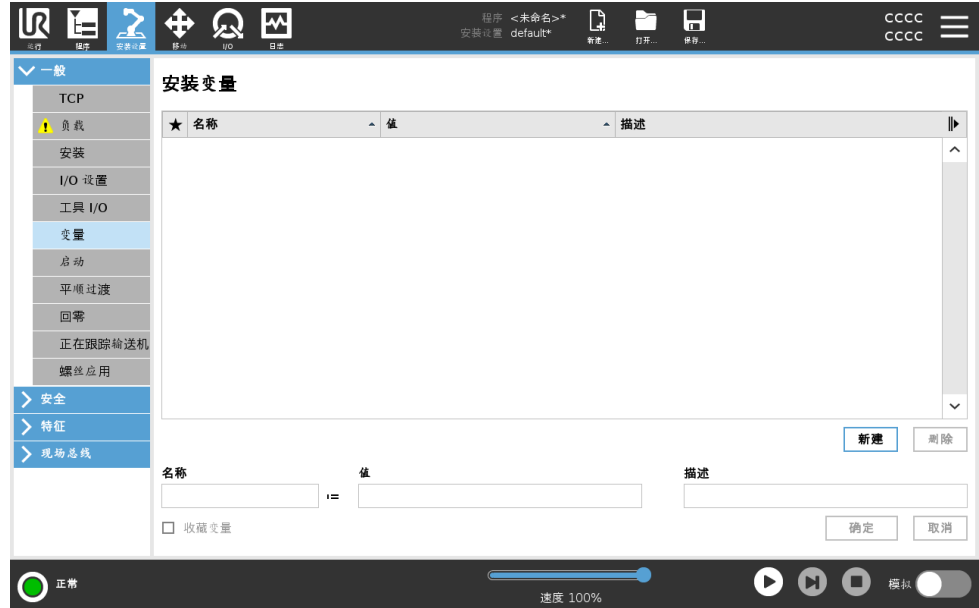 UR
运行
程序
安装设置
移动
I/O
日志
程序 <未命名>*
安装设置 default*
新建...
打开...
保存...
CCCC
CCCC
一般
TCP
负载
安装
I/O 设置
工具 I/O
变量
启动
平顺过渡
回零
正在跟踪输送机
螺丝应用
安全
特征
现场总线
安装变量
★ 名称 值 描述
新建 删除
名称 值 描述
:=
收藏变量
确定 取消
正常
速度 100%
模拟